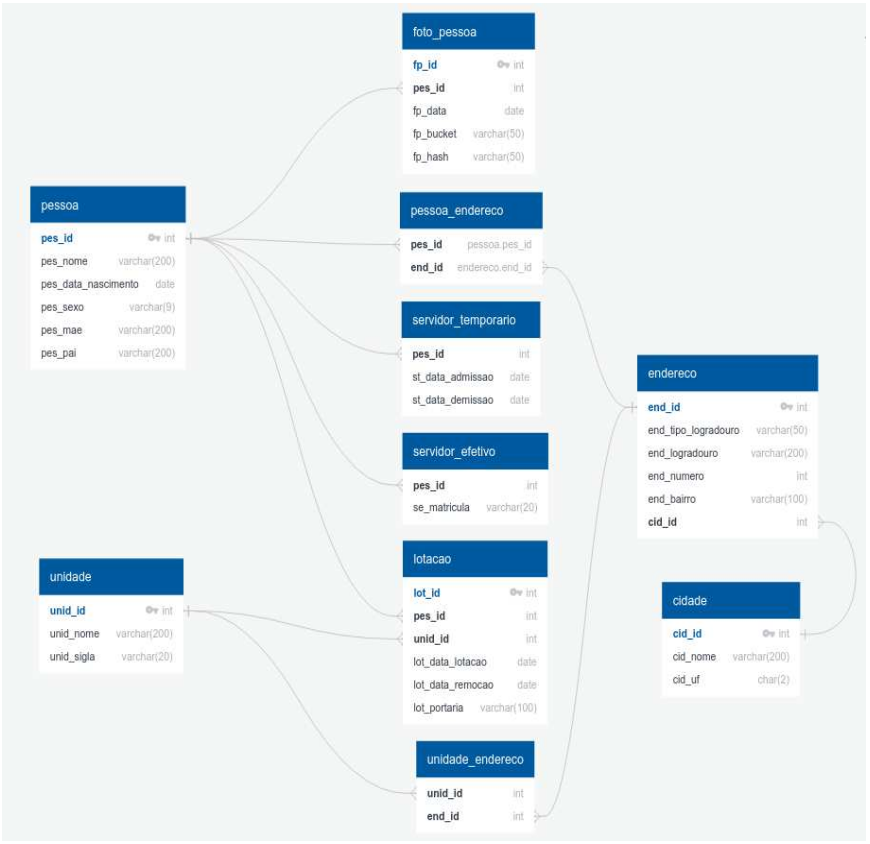 foto_pessoa
fp_id int
pes_id int
fp_data date
fp_bucket varchar(50)
fp_hash varchar(50)
pessoa
pes_id int
pes_nome varchar(200)
pes_data_nascimento date
pes_sexo varchar(9)
pes_mae varchar(200)
pes_pai varchar(200)
pessoa_endereco
pes_id pessoa.pes_id
end_id endereco.end_id
servidor_temporario
pes_id int
st_data_admissao date
st_data_demissao date
endereco
end_id int
end_tipo_logradouro varchar(50)
end_logradouro varchar(200)
end_numero int
end_bairro varchar(100)
cid_id int
servidor_efetivo
pes_id int
se_matricula varchar(20)
unidade
unid_id int
unid_nome varchar(200)
unid_sigla varchar(20)
lotacao
lot_id int
pes_id int
unid_id int
lot_data_lotacao date
lot_data_remocao date
lot_portaria varchar(100)
cidade
cid_id int
cid_nome varchar(200)
cid_uf char(2)
unidade_endereco
unid_id int
end_id int